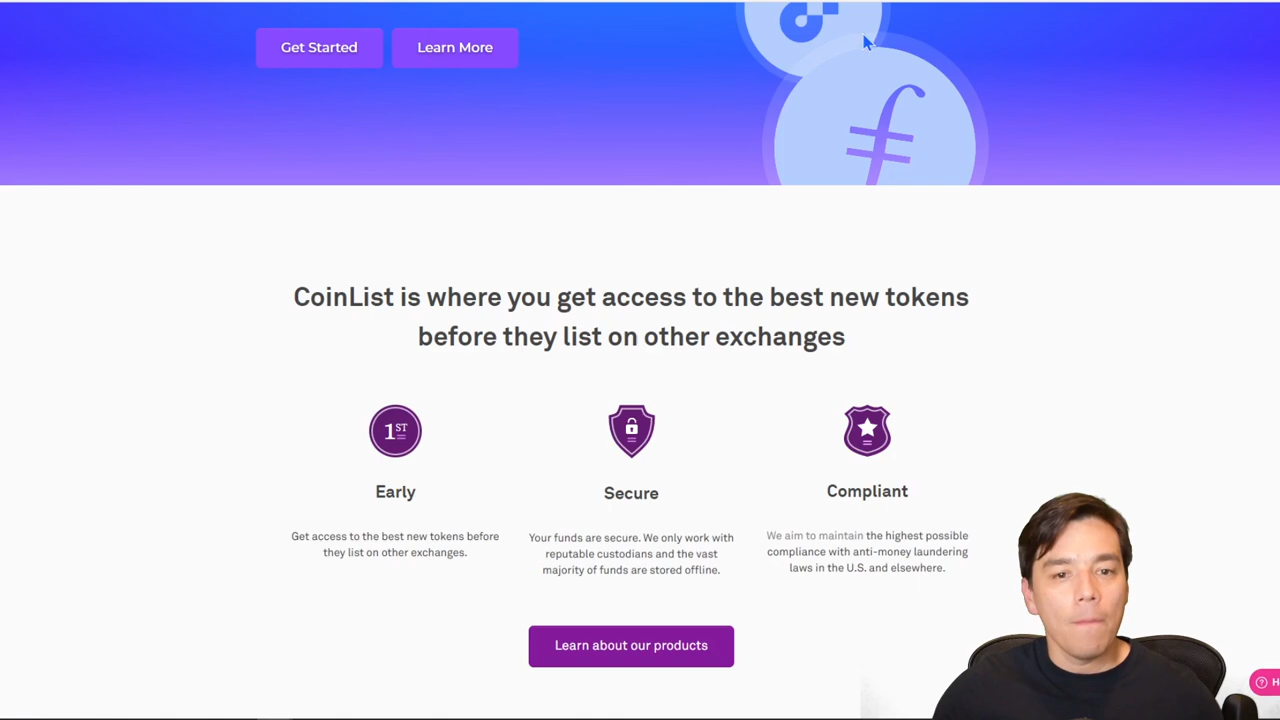 Get Started
Learn More
CoinList is where you get access to the best new tokens
before they list on other exchanges
1ST
Early
Secure
Compliant
Get access to the best new tokens before
they list on other exchanges.
Your funds are secure. We only work with
reputable custodians and the vast
majority of funds are stored offline.
We aim to maintain the highest possible
compliance with anti-money laundering
laws in the U.S. and elsewhere.
Learn about our products